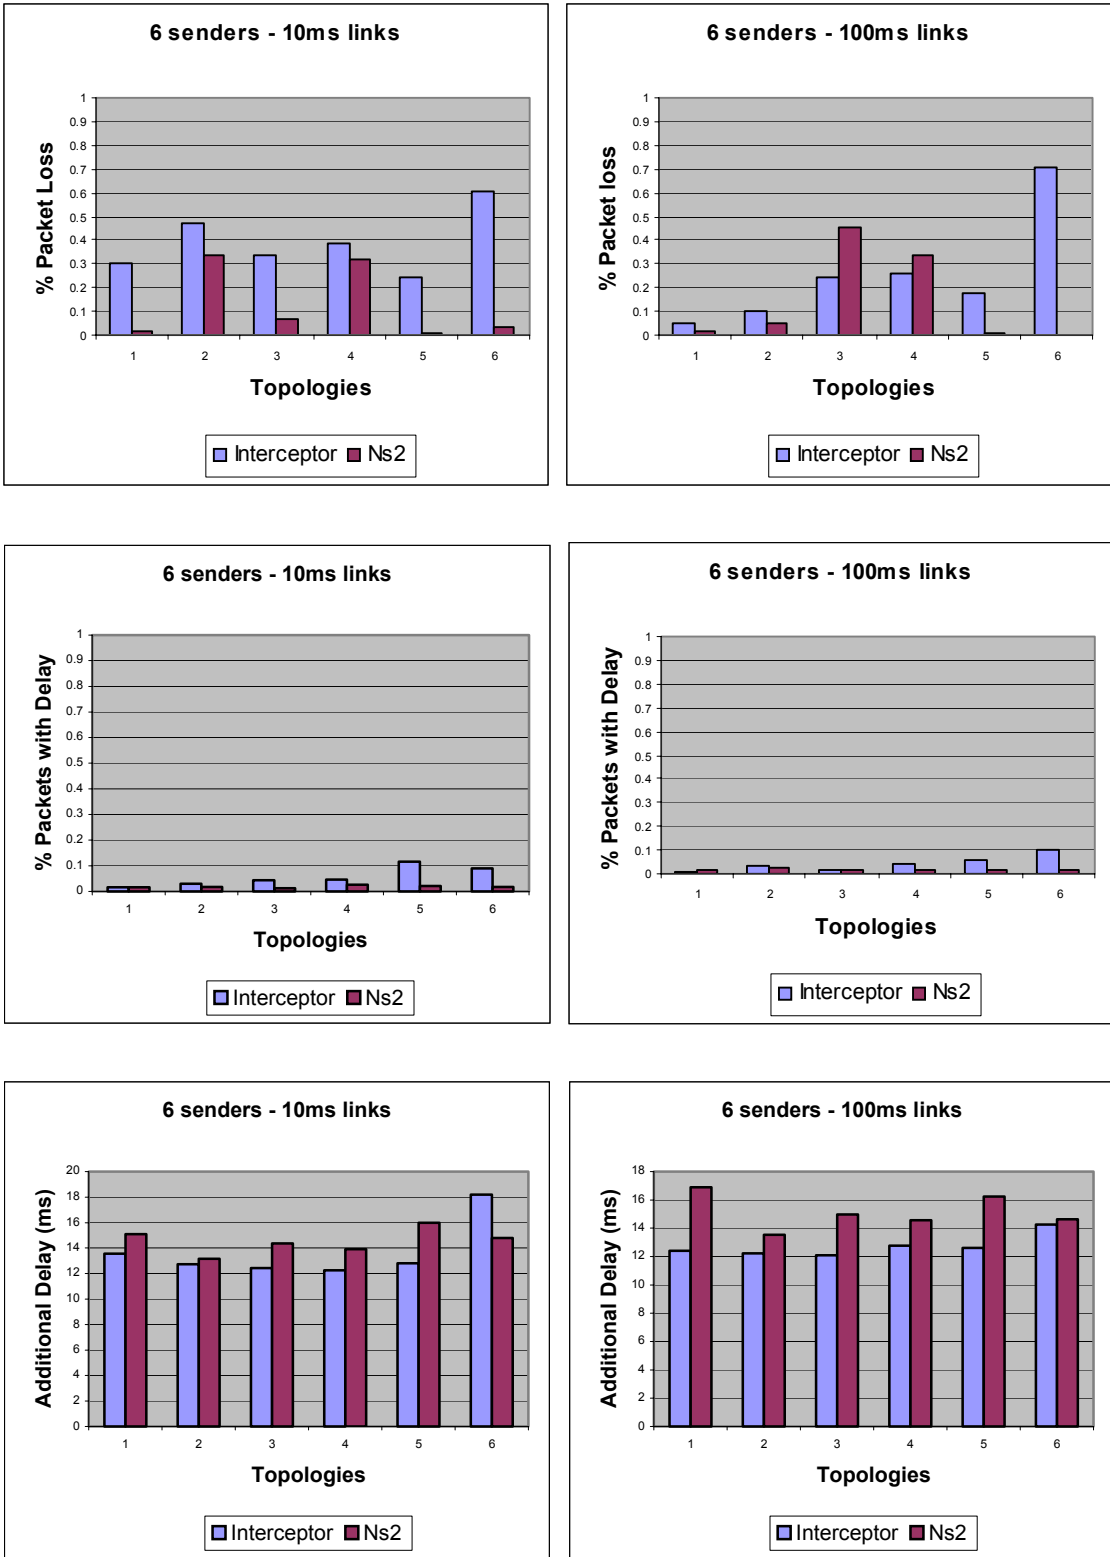 6 senders - 10ms links
1
0.9
0.8
0.7
0.6
0.5
0.4
0.3
0.2
0.1
0
% Packet Loss
1 2 3 4 5 6
Topologies
Interceptor Ns2
6 senders - 100ms links
1
0.9
0.8
0.7
0.6
0.5
0.4
0.3
0.2
0.1
0
% Packet loss
1 2 3 4 5 6
Topologies
Interceptor Ns2
6 senders - 10ms links
1
0.9
0.8
0.7
0.6
0.5
0.4
0.3
0.2
0.1
0
% Packets with Delay
1 2 3 4 5 6
Topologies
Interceptor Ns2
6 senders - 100ms links
1
0.9
0.8
0.7
0.6
0.5
0.4
0.3
0.2
0.1
0
% Packets with Delay
1 2 3 4 5 6
Topologies
Interceptor Ns2
6 senders - 10ms links
20
18
16
14
12
10
8
6
4
2
0
Additional Delay (ms)
1 2 3 4 5 6
Topologies
Interceptor Ns2
6 senders - 100ms links
18
16
14
12
10
8
6
4
2
0
Additional Delay (ms)
1 2 3 4 5 6
Topologies
Interceptor Ns2